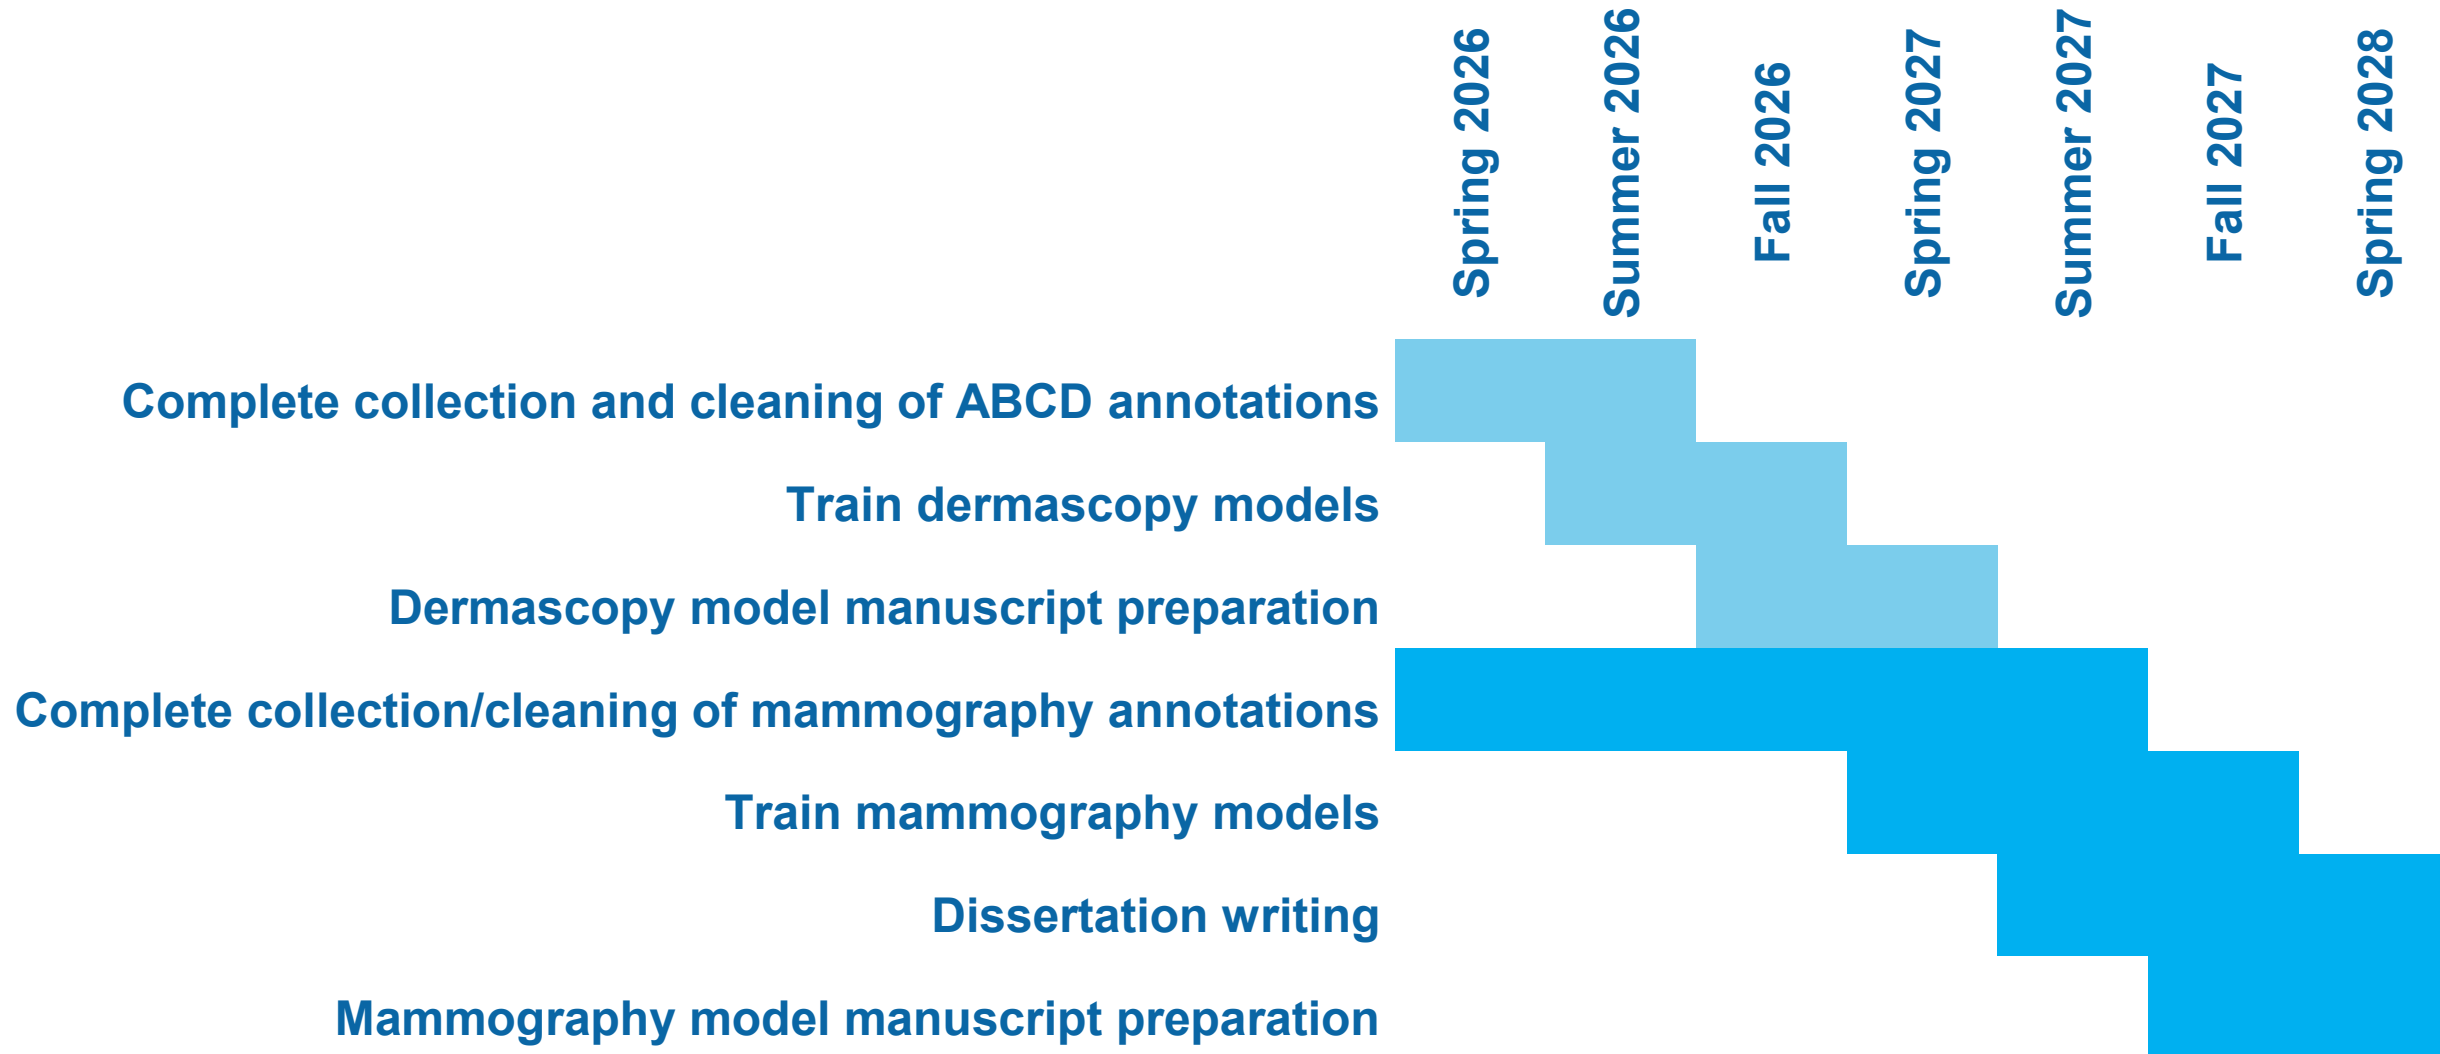 Spring 2026
Summer 2026
Fall 2026
Spring 2027
Summer 2027
Fall 2027
Spring 2028
Complete collection and cleaning of ABCD annotations
Train dermascopy models
Dermascopy model manuscript preparation
Complete collection/cleaning of mammography annotations
Train mammography models
Dissertation writing
Mammography model manuscript preparation